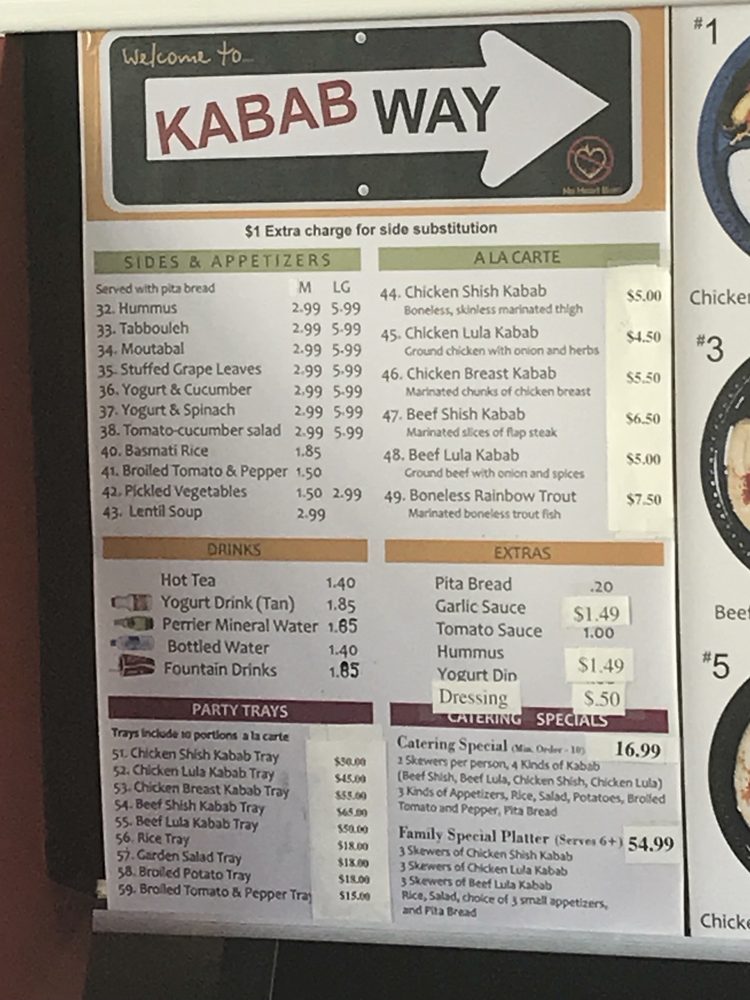 Welcome to...
KABAB WAY
No Heart Burn
$1 Extra charge for side substitution
SIDES & APPETIZERS
Served with pita bread M LG
32. Hummus 2.99 5.99
33. Tabbouleh 2.99 5.99
34. Moutabal 2.99 5.99
35. Stuffed Grape Leaves 2.99 5.99
36. Yogurt & Cucumber 2.99 5.99
37. Yogurt & Spinach 2.99 5.99
38. Tomato-cucumber salad 2.99 5.99
40. Basmati Rice 1.85
41. Broiled Tomato & Pepper 1.50
42. Pickled Vegetables 1.50 2.99
43. Lentil Soup 2.99
A LA CARTE
44. Chicken Shish Kabab $5.00
Boneless, skinless marinated thigh
45. Chicken Lula Kabab $4.50
Ground chicken with onion and herbs
46. Chicken Breast Kabab $5.50
Marinated chunks of chicken breast
47. Beef Shish Kabab $6.50
Marinated slices of flap steak
48. Beef Lula Kabab $5.00
Ground beef with onion and spices
49. Boneless Rainbow Trout $7.50
Marinated boneless trout fish
DRINKS
Hot Tea 1.40
Yogurt Drink (Tan) 1.85
Perrier Mineral Water 1.85
Bottled Water 1.40
Fountain Drinks 1.85
EXTRAS
Pita Bread .20
Garlic Sauce $1.49
Tomato Sauce 1.00
Hummus $1.49
Yogurt Dip
Dressing $.50
PARTY TRAYS
Trays include 10 portions a la carte
51. Chicken Shish Kabab Tray $50.00
52. Chicken Lula Kabab Tray $45.00
53. Chicken Breast Kabab Tray $55.00
54. Beef Shish Kabab Tray $65.00
55. Beef Lula Kabab Tray $50.00
56. Rice Tray $18.00
57. Garden Salad Tray $18.00
58. Broiled Potato Tray $18.00
59. Broiled Tomato & Pepper Tray $15.00
CATERING SPECIALS
Catering Special (Min. Order - 10) 16.99
2 Skewers per person, 4 Kinds of Kabab
(Beef Shish, Beef Lula, Chicken Shish, Chicken Lula)
3 Kinds of Appetizers, Rice, Salad, Potatoes, Broiled
Tomato and Pepper, Pita Bread
Family Special Platter (Serves 6+) 54.99
3 Skewers of Chicken Shish Kabab
3 Skewers of Chicken Lula Kabab
3 Skewers of Beef Lula Kabab
Rice, Salad, choice of 3 small appetizers,
and Pita Bread
#1
Chicke
#3
Beef
#5
Chicke